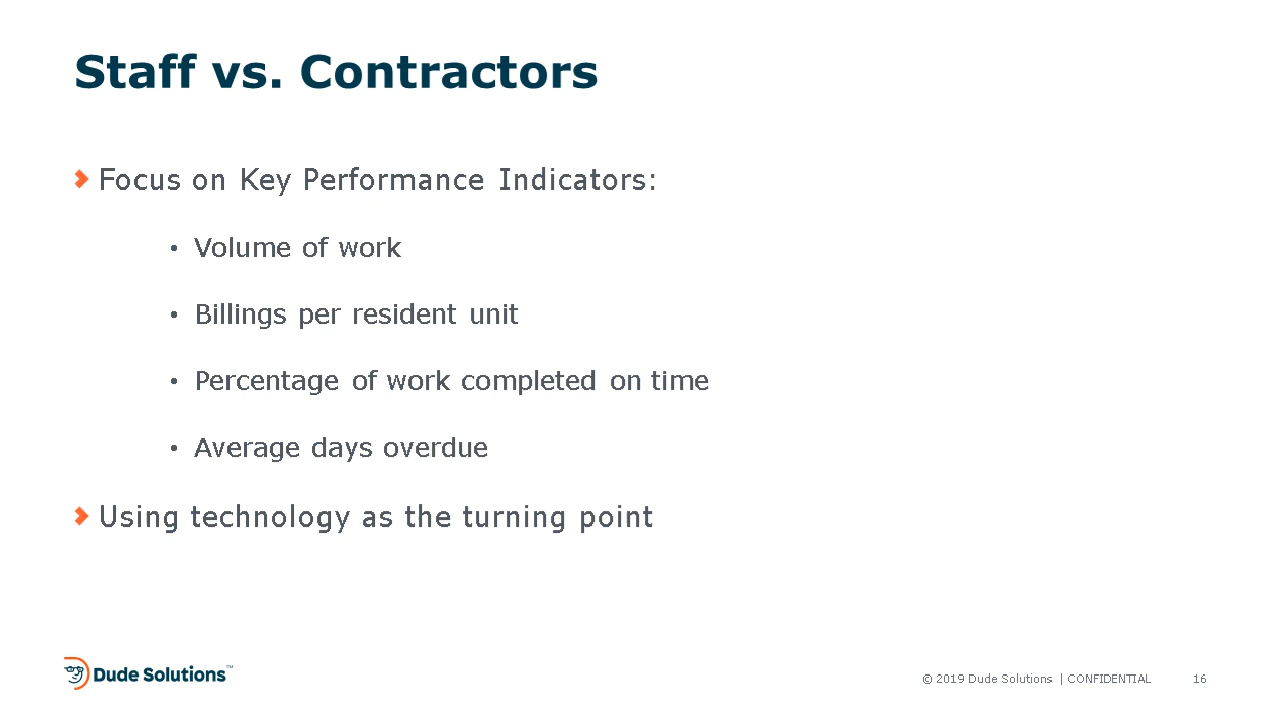 Staff vs. Contractors
Focus on Key Performance Indicators:
• Volume of work
• Billings per resident unit
• Percentage of work completed on time
• Average days overdue
Using technology as the turning point
Dude Solutions™
© 2019 Dude Solutions | CONFIDENTIAL 16